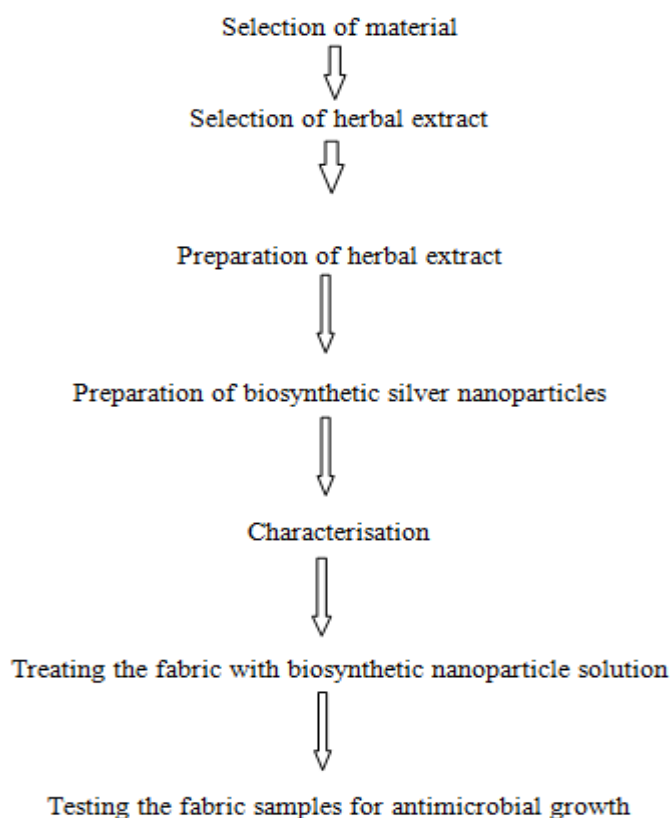 Selection of material
Selection of herbal extract
Preparation of herbal extract
Preparation of biosynthetic silver nanoparticles
Characterisation
Treating the fabric with biosynthetic nanoparticle solution
Testing the fabric samples for antimicrobial growth